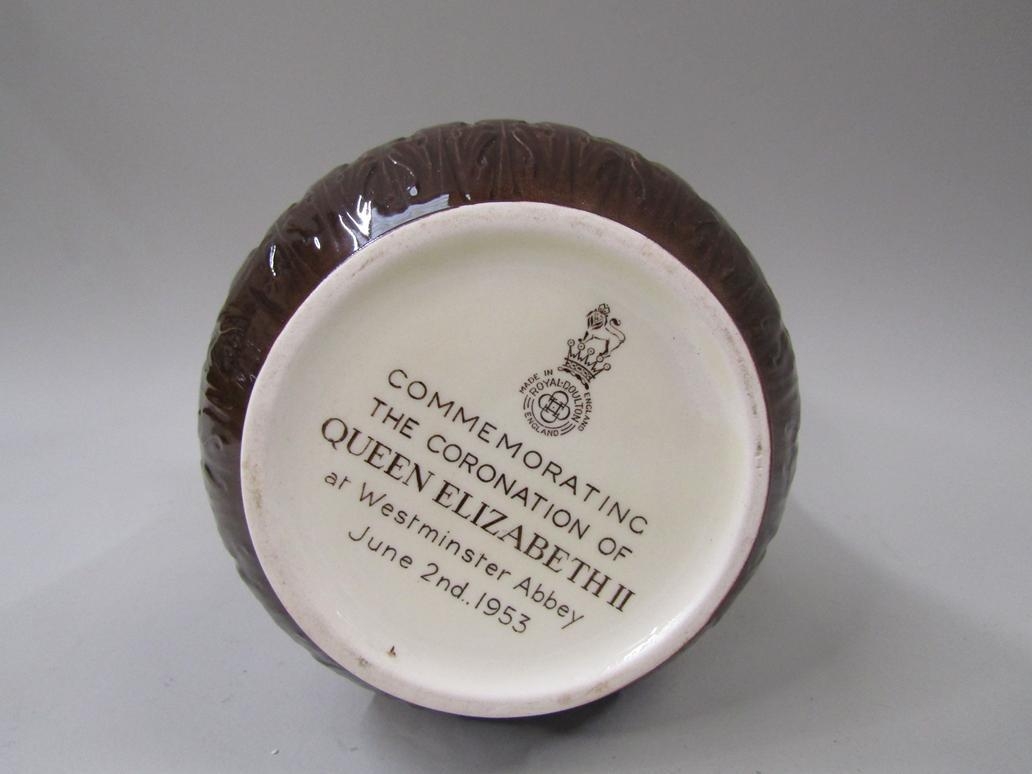 MADE IN ENGLAND
ROYAL·DOULTON
ENGLAND
COMMEMORATING
THE CORONATION OF
QUEEN ELIZABETH II
at Westminster Abbey
June 2nd..1953